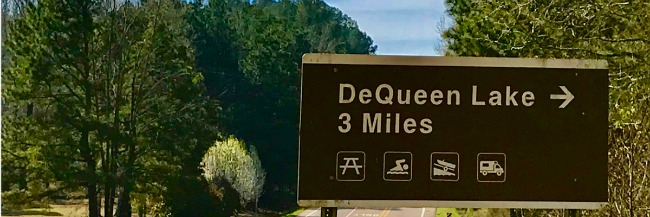 DeQueen Lake →
3 Miles